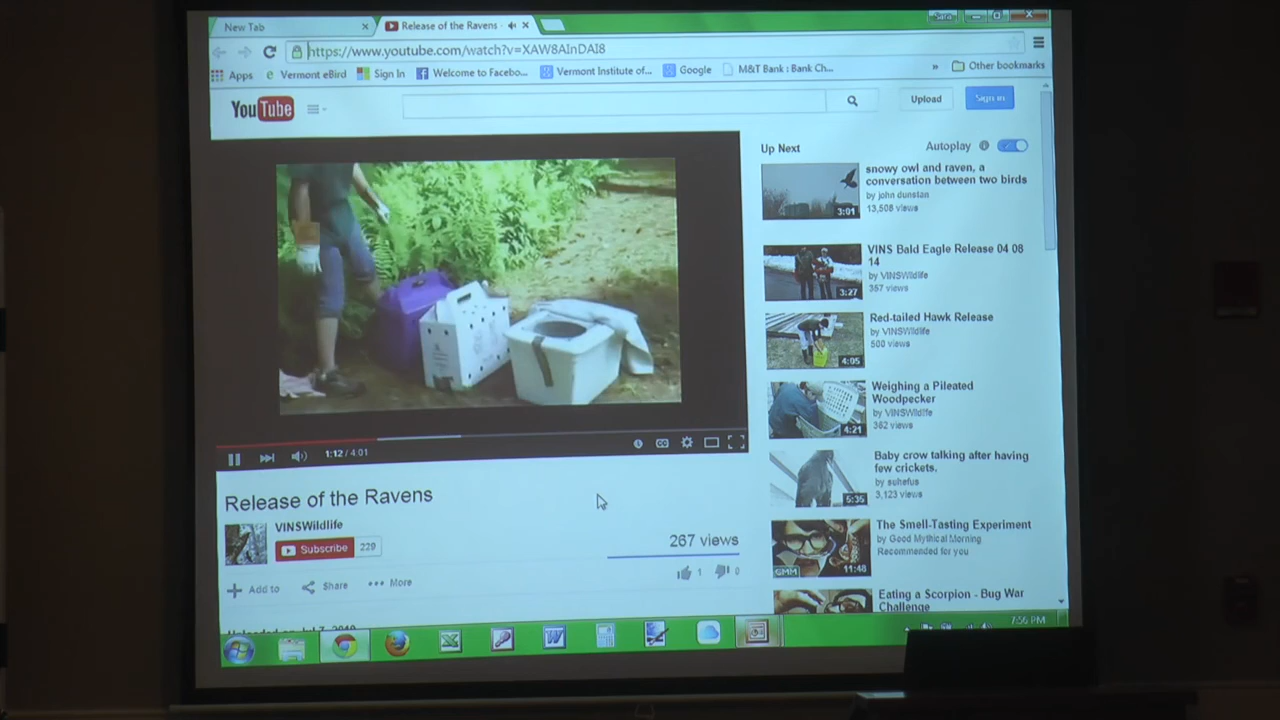 New Tab
Release of the Ravens
Sara
https://www.youtube.com/watch?v=XAW8AInDAI8
Apps
Vermont eBird
Sign In
Welcome to Facebo...
Vermont Institute of...
Google
M&T Bank : Bank Ch...
»
Other bookmarks
YouTube
Upload
Sign in
Up Next
Autoplay
snowy owl and raven, a
conversation between two birds
by john dunstan
13,508 views
3:01
VINS Bald Eagle Release 04 08
14
by VINSWildlife
357 views
3:27
Red-tailed Hawk Release
by VINSWildlife
500 views
4:05
Weighing a Pileated
Woodpecker
by VINSWildlife
362 views
4:21
Baby crow talking after having
few crickets.
by suhefus
3,123 views
5:35
The Smell-Tasting Experiment
by Good Mythical Morning
Recommended for you
GMM
11:48
Eating a Scorpion - Bug War
Challenge
1:12 / 4:01
CC
Release of the Ravens
VINSWildlife
Subscribe
229
267 views
1
0
Add to
Share
More
7:56 PM